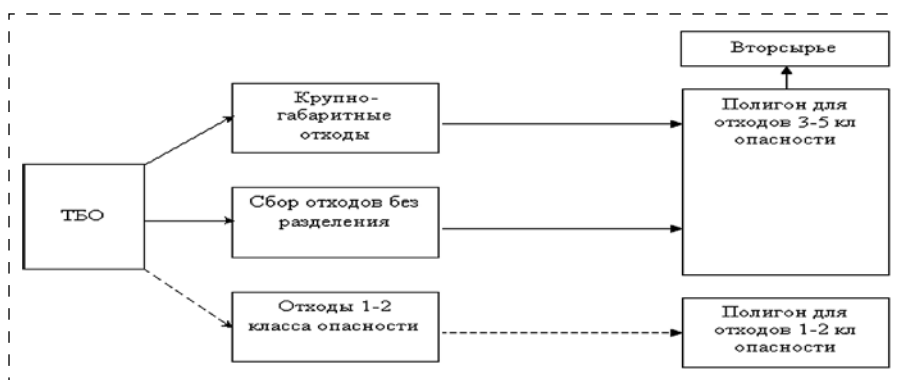 Вторсырье
Крупно-
габаритные
отходы
Полигон для
отходов 3-5 кл
опасности
ТБО
Сбор отходов без
разделения
Отходы 1-2
класса опасности
Полигон для
отходов 1-2 кл
опасности